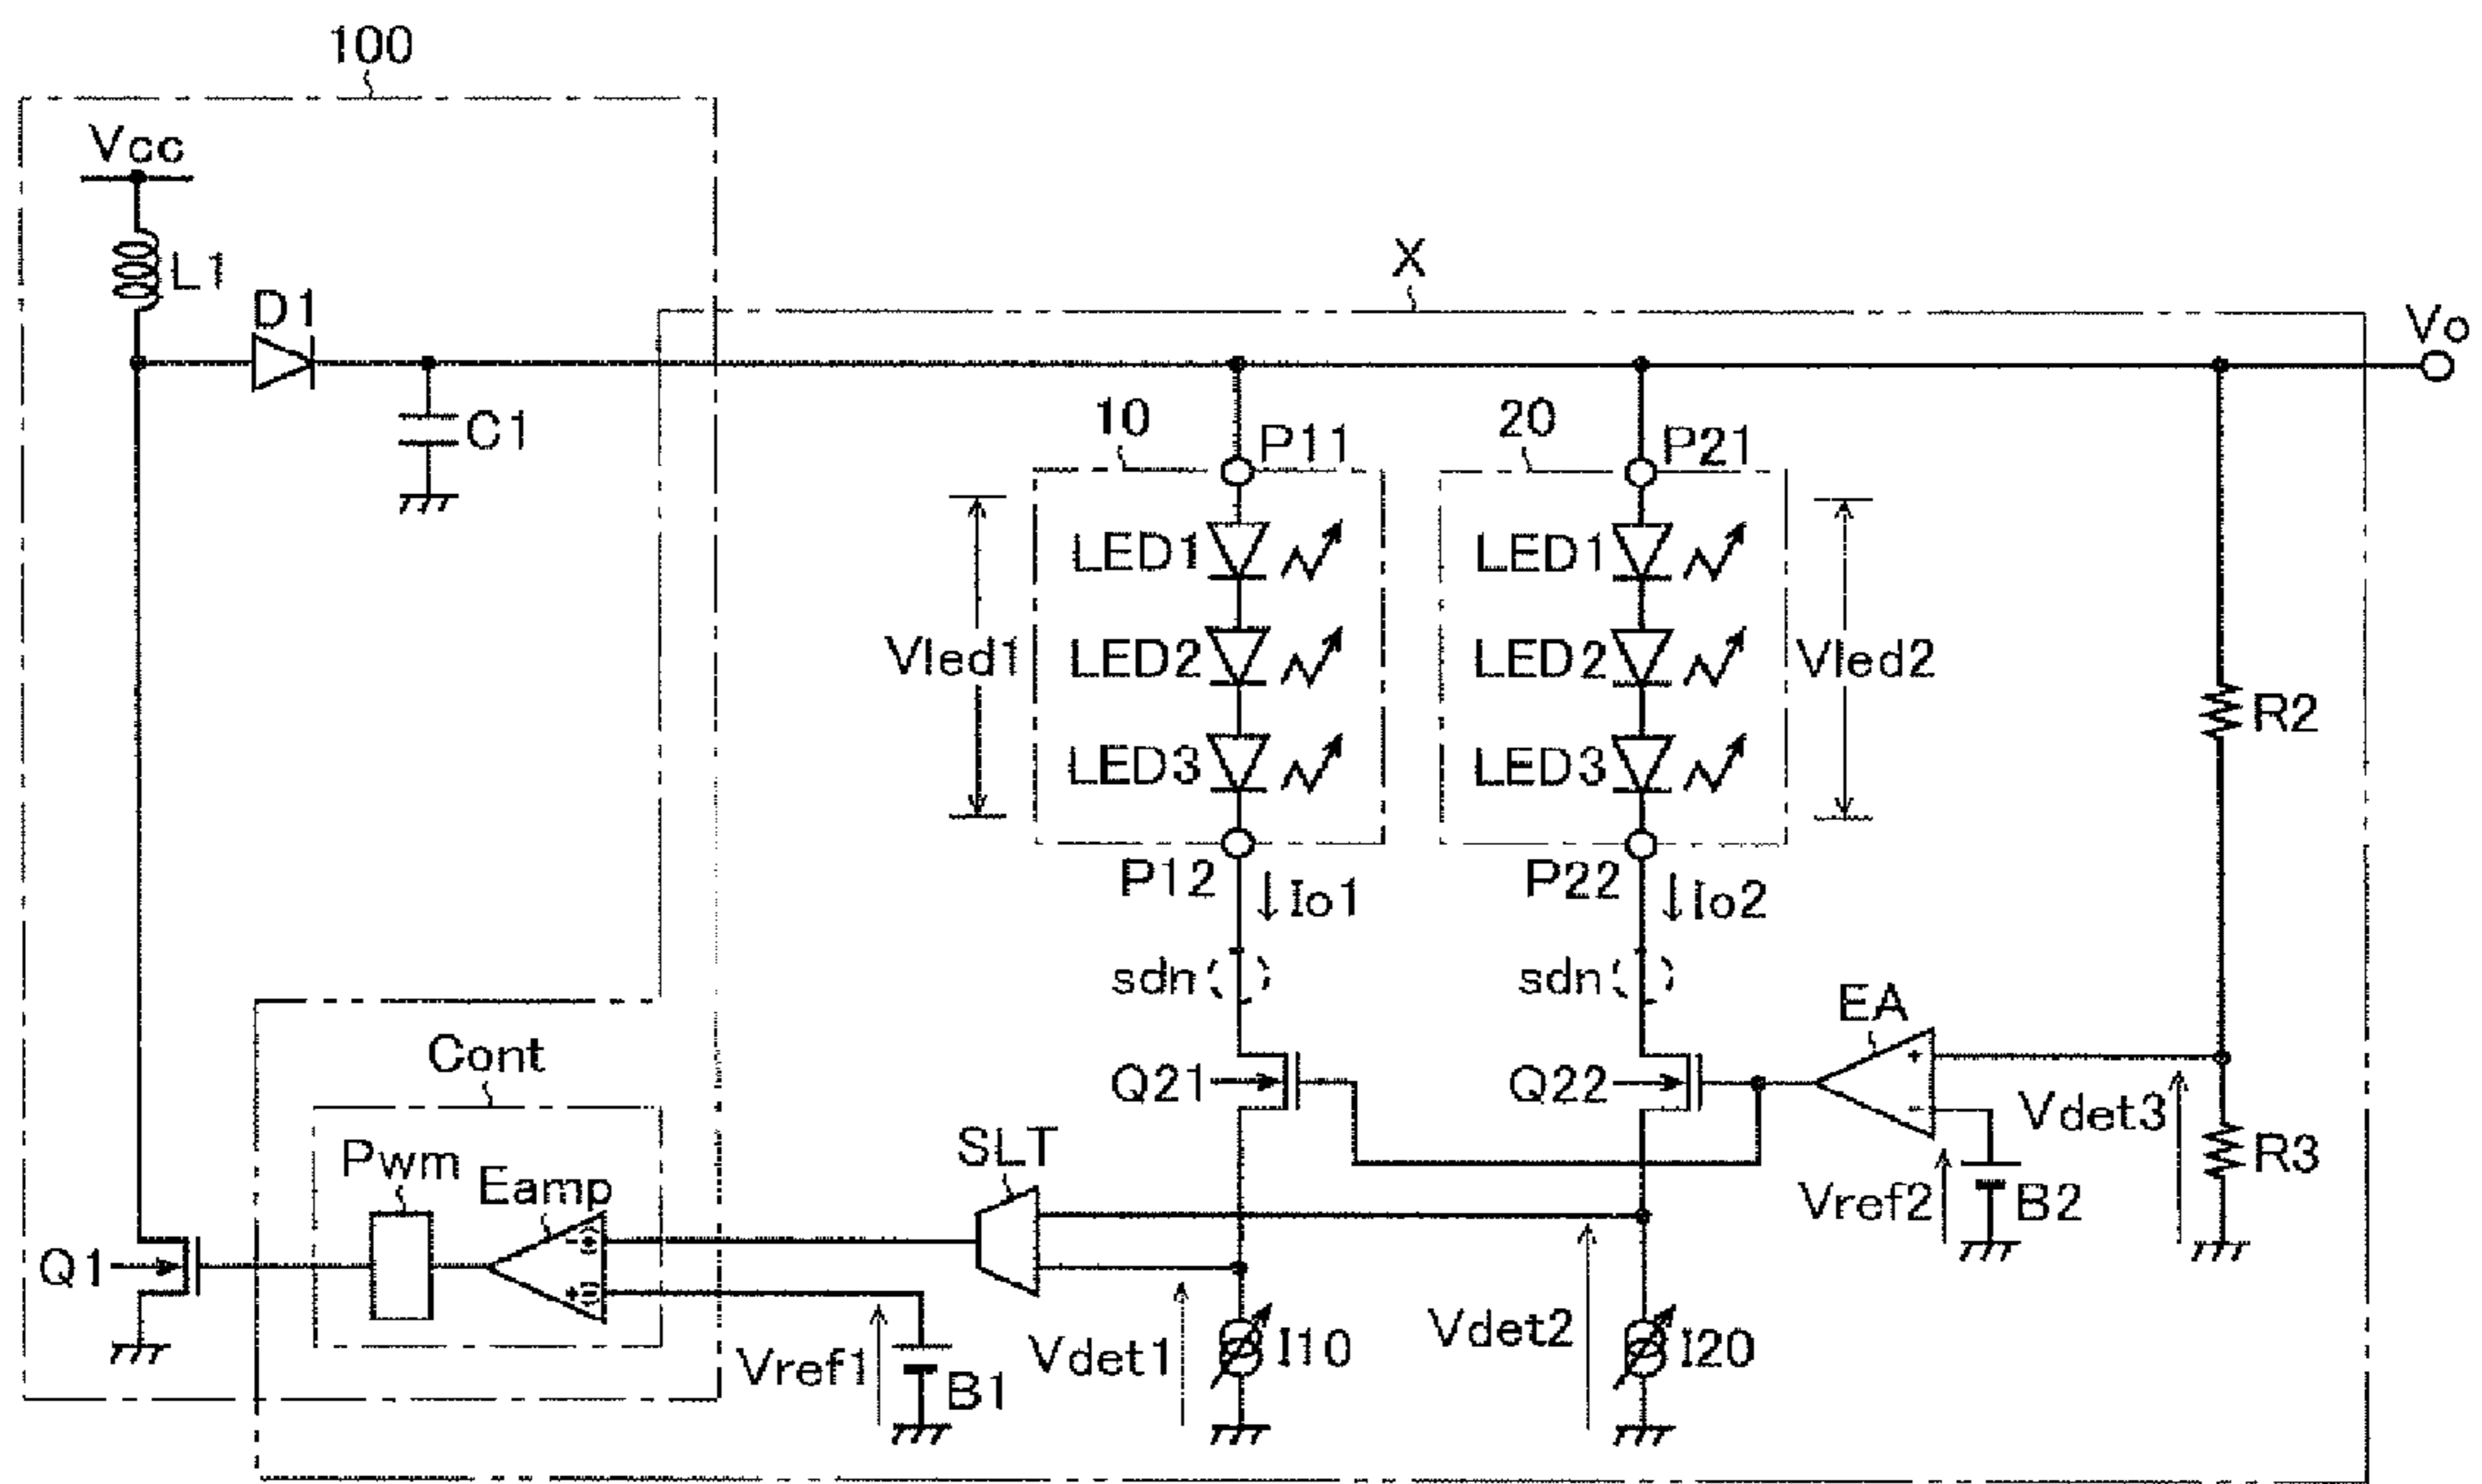 100
Vcc
L1
X
D1
Vo
C1
10
P11
20
P21
LED1
LED1
Vled1
LED2
LED2
Vled2
R2
LED3
LED3
P12
Io1
P22
Io2
sdn
sdn
EA
+
-
Cont
Q21
Q22
Vdet3
SLT
Pwm
Eamp
R3
Vref2
B2
Q1
-(+)
+(-)
Vref1
B1
Vdet1
I10
Vdet2
I20